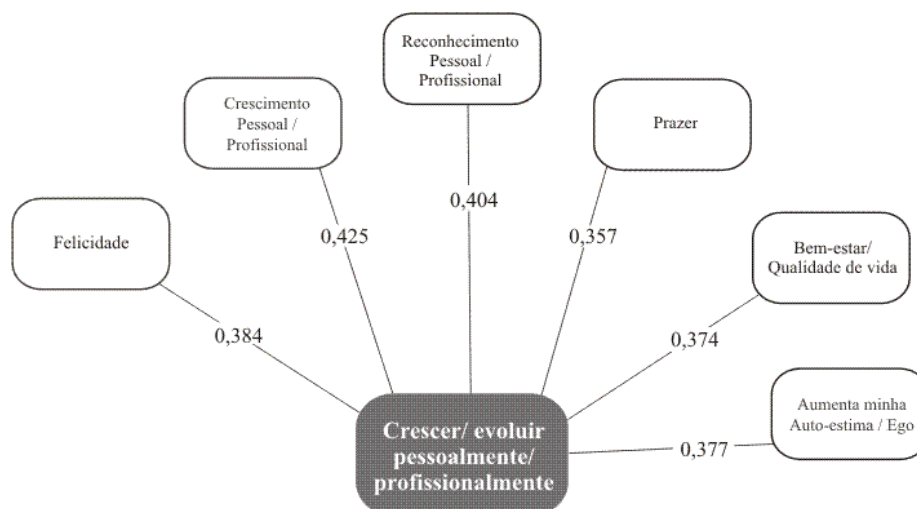 Reconhecimento
Pessoal /
Profissional
Crescimento
Pessoal /
Profissional
Prazer
Felicidade
Bem-estar/
Qualidade de vida
Aumenta minha
Auto-estima / Ego
0,384
0,425
0,404
0,357
0,374
0,377
Crescer/ evoluir
pessoalmente/
profissionalmente